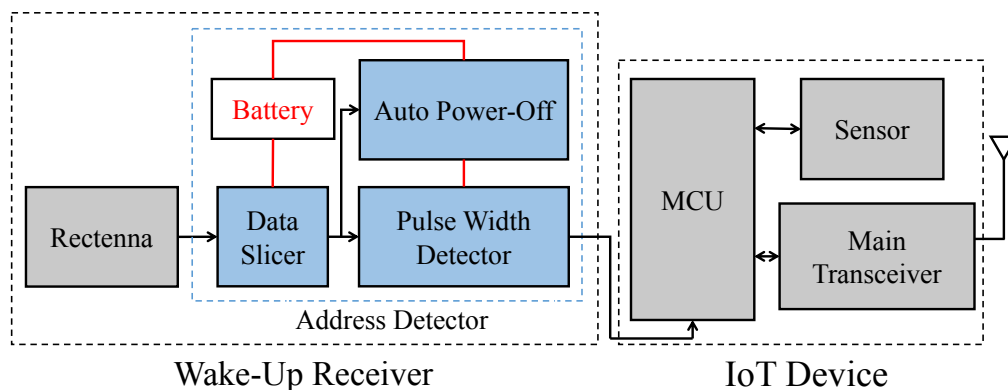 Battery
Auto Power-Off
Rectenna
Data
Slicer
Pulse Width
Detector
Address Detector
Wake-Up Receiver
MCU
Sensor
Main
Transceiver
IoT Device